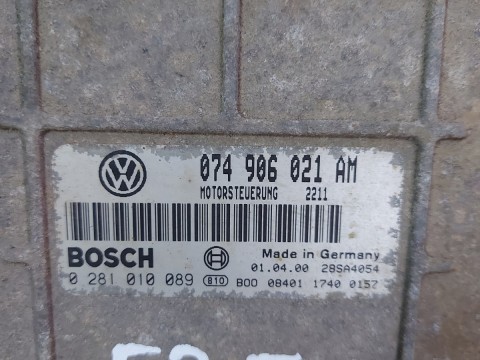 074 906 021 AM
MOTORSTEUERUNG 2211
BOSCH
Made in Germany
01.04.00 28SA4054
0 281 010 089 B10 B00 08401 1740 0157